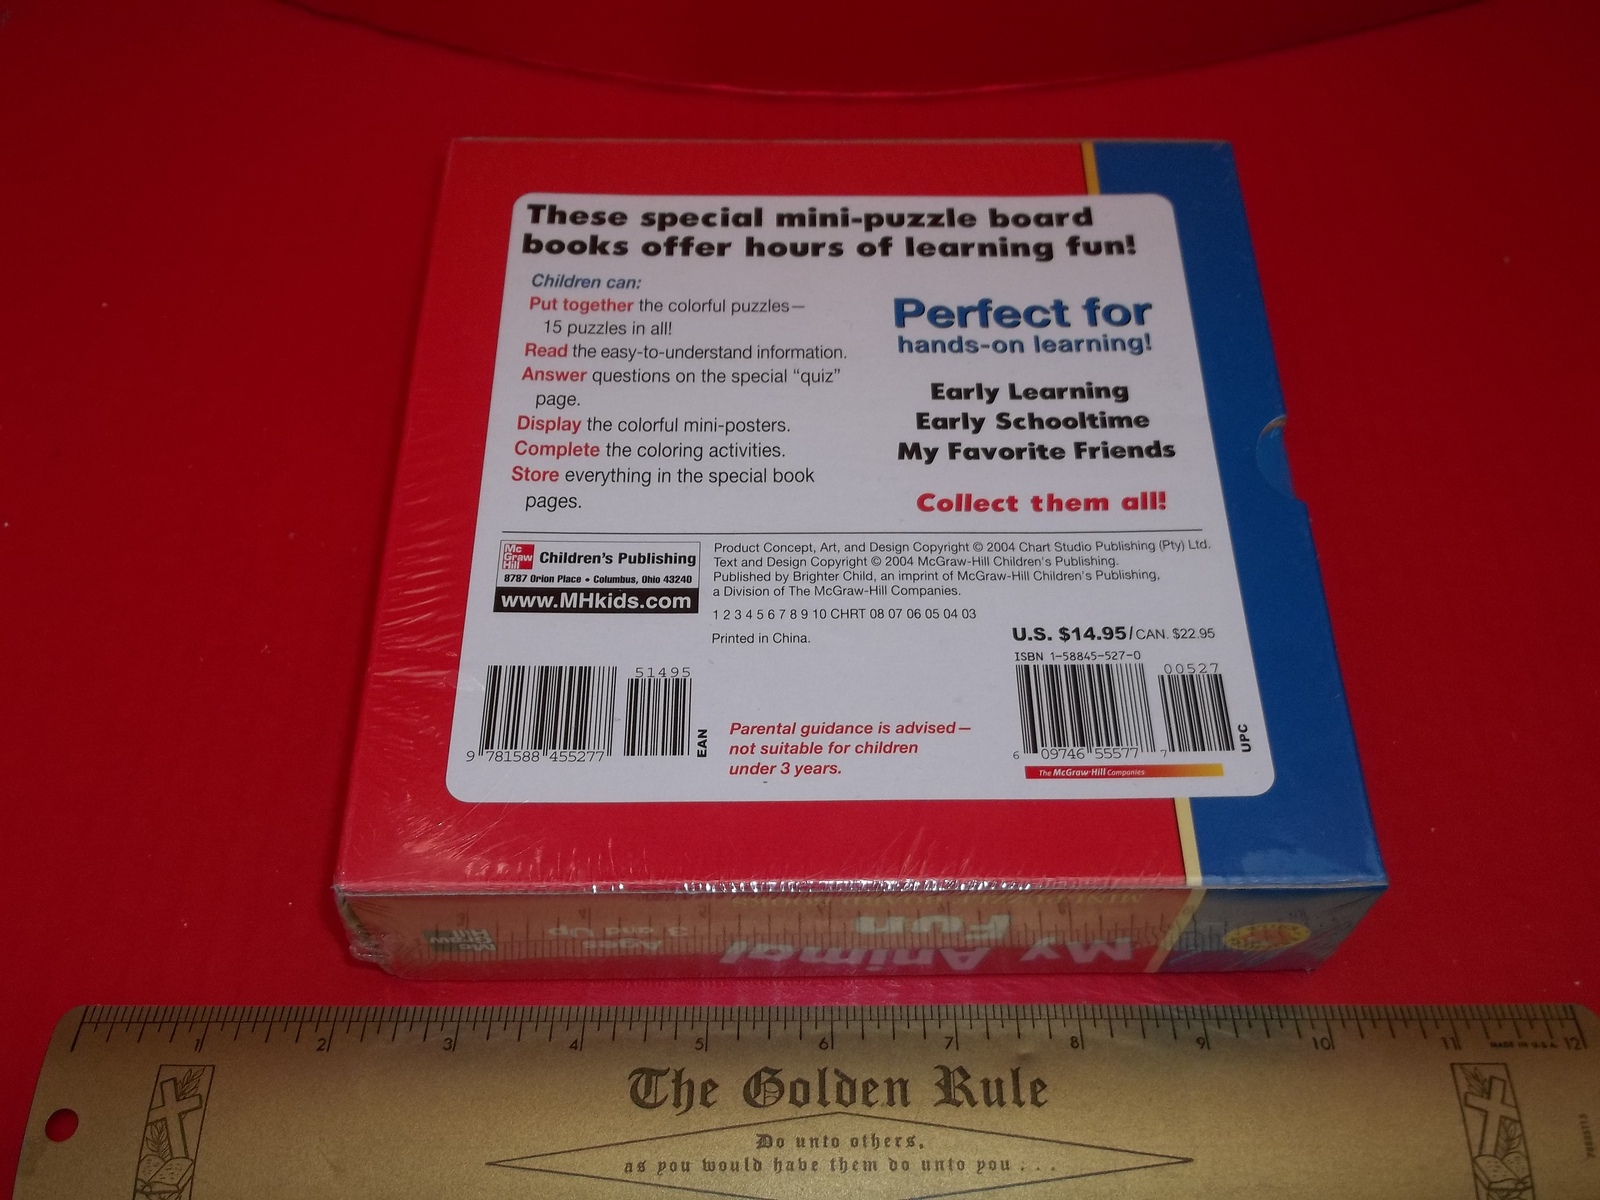 These special mini-puzzle board
books offer hours of learning fun!
Children can:
Put together the colorful puzzles—
15 puzzles in all!
Read the easy-to-understand information.
Answer questions on the special “quiz”
page.
Display the colorful mini-posters.
Complete the coloring activities.
Store everything in the special book
pages.
Perfect for
hands-on learning!
Early Learning
Early Schooltime
My Favorite Friends
Collect them all!
Mc
Graw
Hill
Children's Publishing
8787 Orion Place • Columbus, Ohio 43240
www.MHkids.com
Product Concept, Art, and Design Copyright © 2004 Chart Studio Publishing (Pty) Ltd.
Text and Design Copyright © 2004 McGraw-Hill Children's Publishing.
Published by Brighter Child, an imprint of McGraw-Hill Children's Publishing,
a Division of The McGraw-Hill Companies.
1 2 3 4 5 6 7 8 9 10 CHRT 08 07 06 05 04 03
Printed in China.
U.S. $14.95/CAN. $22.95
ISBN 1-58845-527-0
51495
9 781588 455277
EAN
Parental guidance is advised—
not suitable for children
under 3 years.
00527
6 09746 55577 7
UPC
The McGraw-Hill Companies
MINI-PUZZLE BOARD BOOKS
My Animal
Fun
Ages
3 and Up
Mc
Graw
Hill
1 2 3 4 5 6 7 8 9 10 11 12
MADE IN U.S.A.
The Golden Rule
Do unto others,
as you would have them do unto you . . .